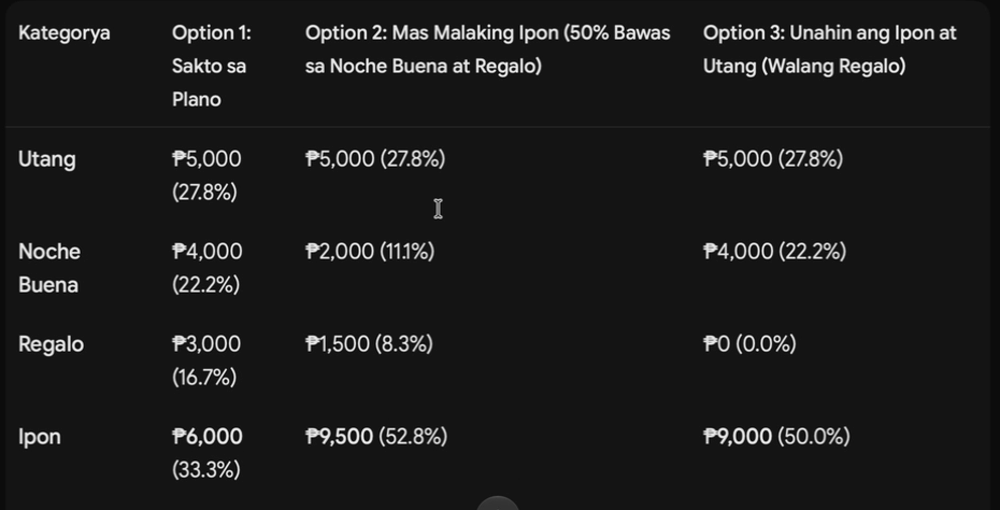 Kategorya
Option 1:
Sakto sa
Plano
Option 2: Mas Malaking Ipon (50% Bawas
sa Noche Buena at Regalo)
Option 3: Unahin ang Ipon at
Utang (Walang Regalo)
Utang
₱5,000
(27.8%)
₱5,000 (27.8%)
₱5,000 (27.8%)
Noche
Buena
₱4,000
(22.2%)
₱2,000 (11.1%)
₱4,000 (22.2%)
Regalo
₱3,000
(16.7%)
₱1,500 (8.3%)
₱0 (0.0%)
Ipon
₱6,000
(33.3%)
₱9,500 (52.8%)
₱9,000 (50.0%)